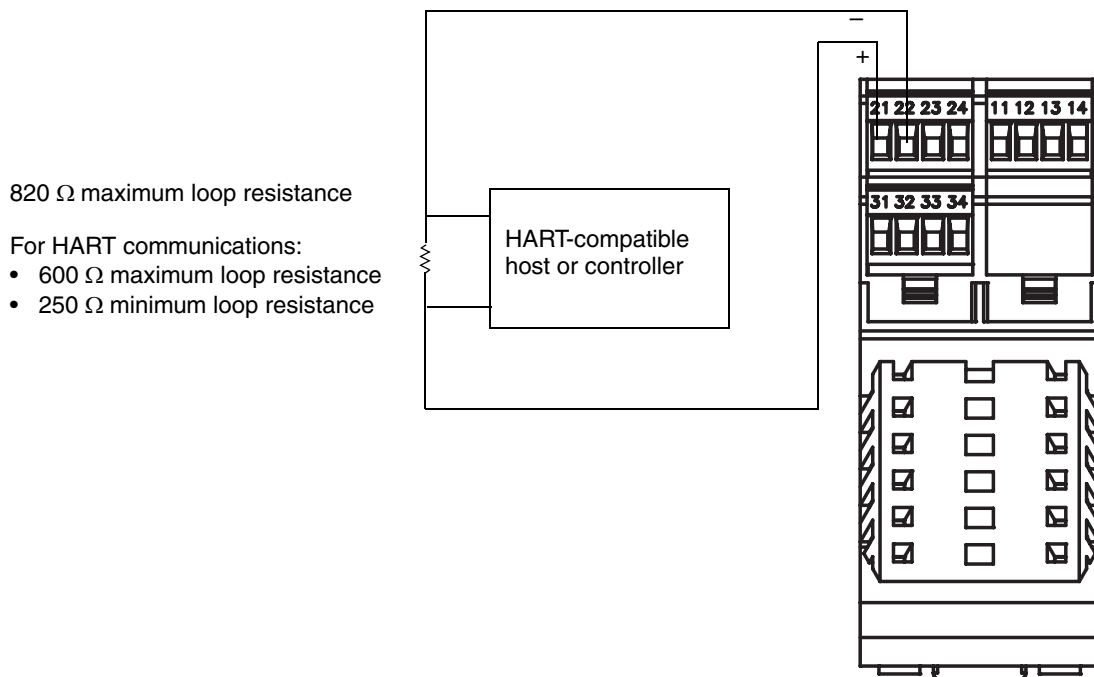 −
+
21 22 23 24
11 12 13 14
820 Ω maximum loop resistance
31 32 33 34
For HART communications:
• 600 Ω maximum loop resistance
• 250 Ω minimum loop resistance
HART-compatible
host or controller